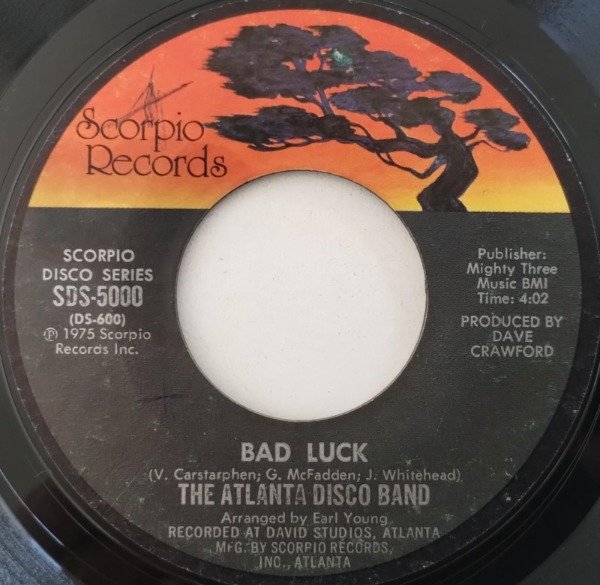 Scorpio
Records
SCORPIO
DISCO SERIES
SDS-5000
(DS-600)
℗ 1975 Scorpio
Records Inc.
Publisher:
Mighty Three
Music BMI
Time: 4:02
PRODUCED BY
DAVE
CRAWFORD
BAD LUCK
(V. Carstarphen; G. McFadden; J. Whitehead)
THE ATLANTA DISCO BAND
Arranged by Earl Young
RECORDED AT DAVID STUDIOS, ATLANTA
MFG. BY SCORPIO RECORDS,
INC., ATLANTA